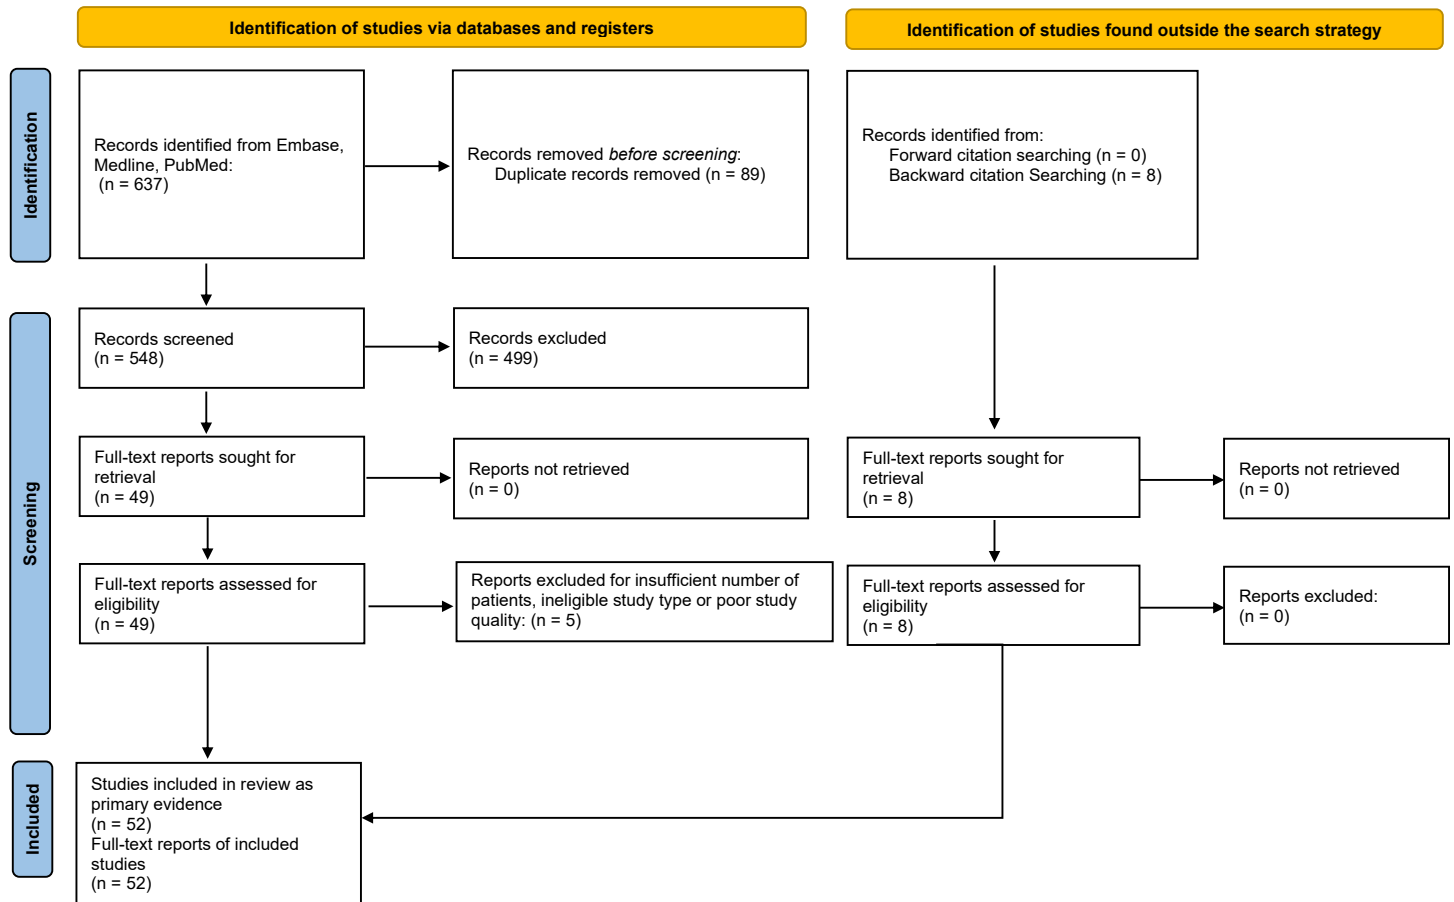 Identification of studies via databases and registers
Identification of studies found outside the search strategy
Identification
Records identified from Embase,
Medline, PubMed:
(n = 637)
Records removed before screening:
Duplicate records removed (n = 89)
Records identified from:
Forward citation searching (n = 0)
Backward citation Searching (n = 8)
Screening
Records screened
(n = 548)
Records excluded
(n = 499)
Full-text reports sought for
retrieval
(n = 49)
Reports not retrieved
(n = 0)
Full-text reports sought for
retrieval
(n = 8)
Reports not retrieved
(n = 0)
Full-text reports assessed for
eligibility
(n = 49)
Reports excluded for insufficient number of
patients, ineligible study type or poor study
quality: (n = 5)
Full-text reports assessed for
eligibility
(n = 8)
Reports excluded:
(n = 0)
Included
Studies included in review as
primary evidence
(n = 52)
Full-text reports of included
studies
(n = 52)